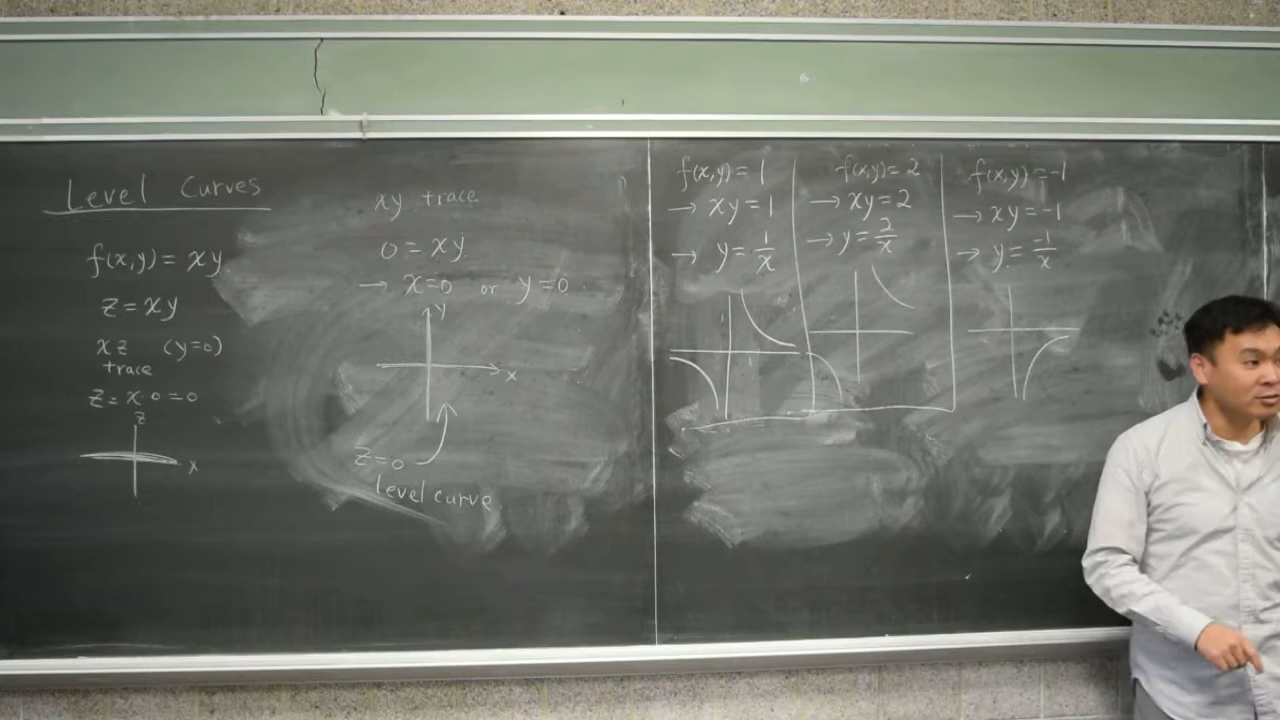 Level Curves
f(x,y) = xy
z = xy
xz (y=0)
trace
z = x·0 = 0
z
x
xy trace
0 = xy
→ x=0 or y=0
y
x
z=0
level curve
f(x,y) = 1
→ xy = 1
→ y = 1/x
f(x,y) = 2
→ xy = 2
→ y = 2/x
f(x,y) = -1
→ xy = -1
→ y = -1/x